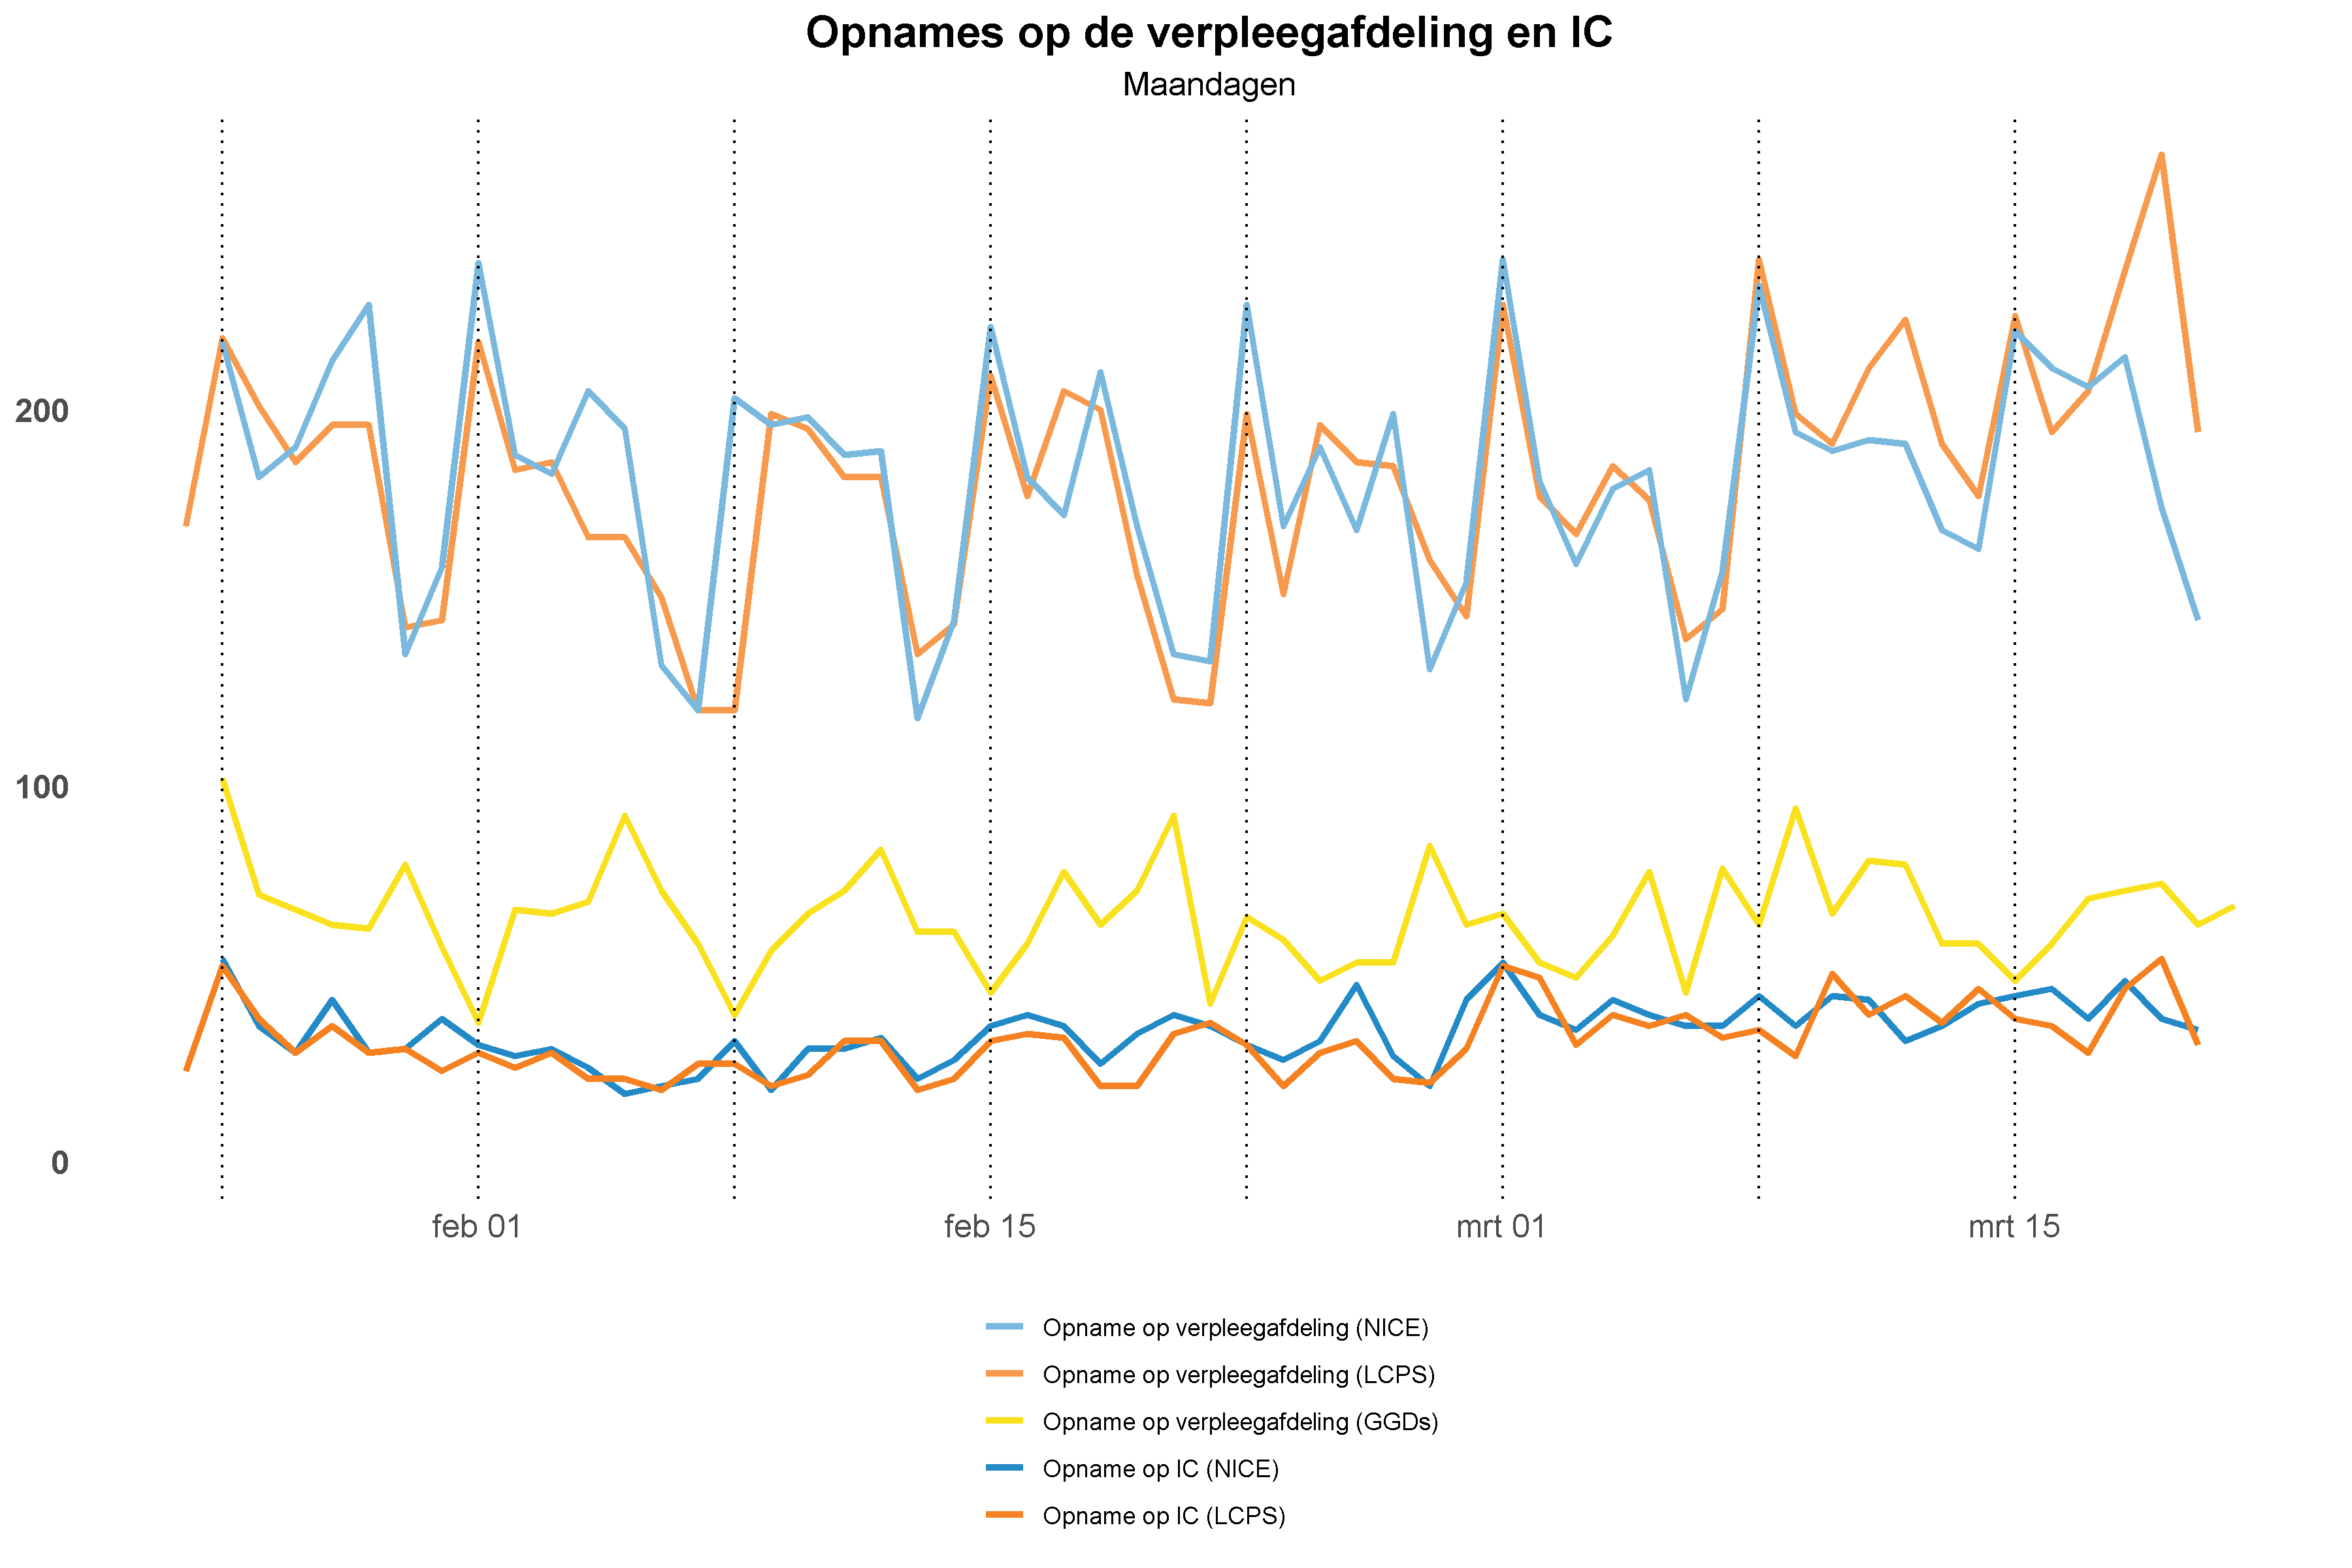 Opnames op de verpleegafdeling en IC
Maandagen
200
100
0
feb 01
feb 15
mrt 01
mrt 15
Opname op verpleegafdeling (NICE)
Opname op verpleegafdeling (LCPS)
Opname op verpleegafdeling (GGDs)
Opname op IC (NICE)
Opname op IC (LCPS)